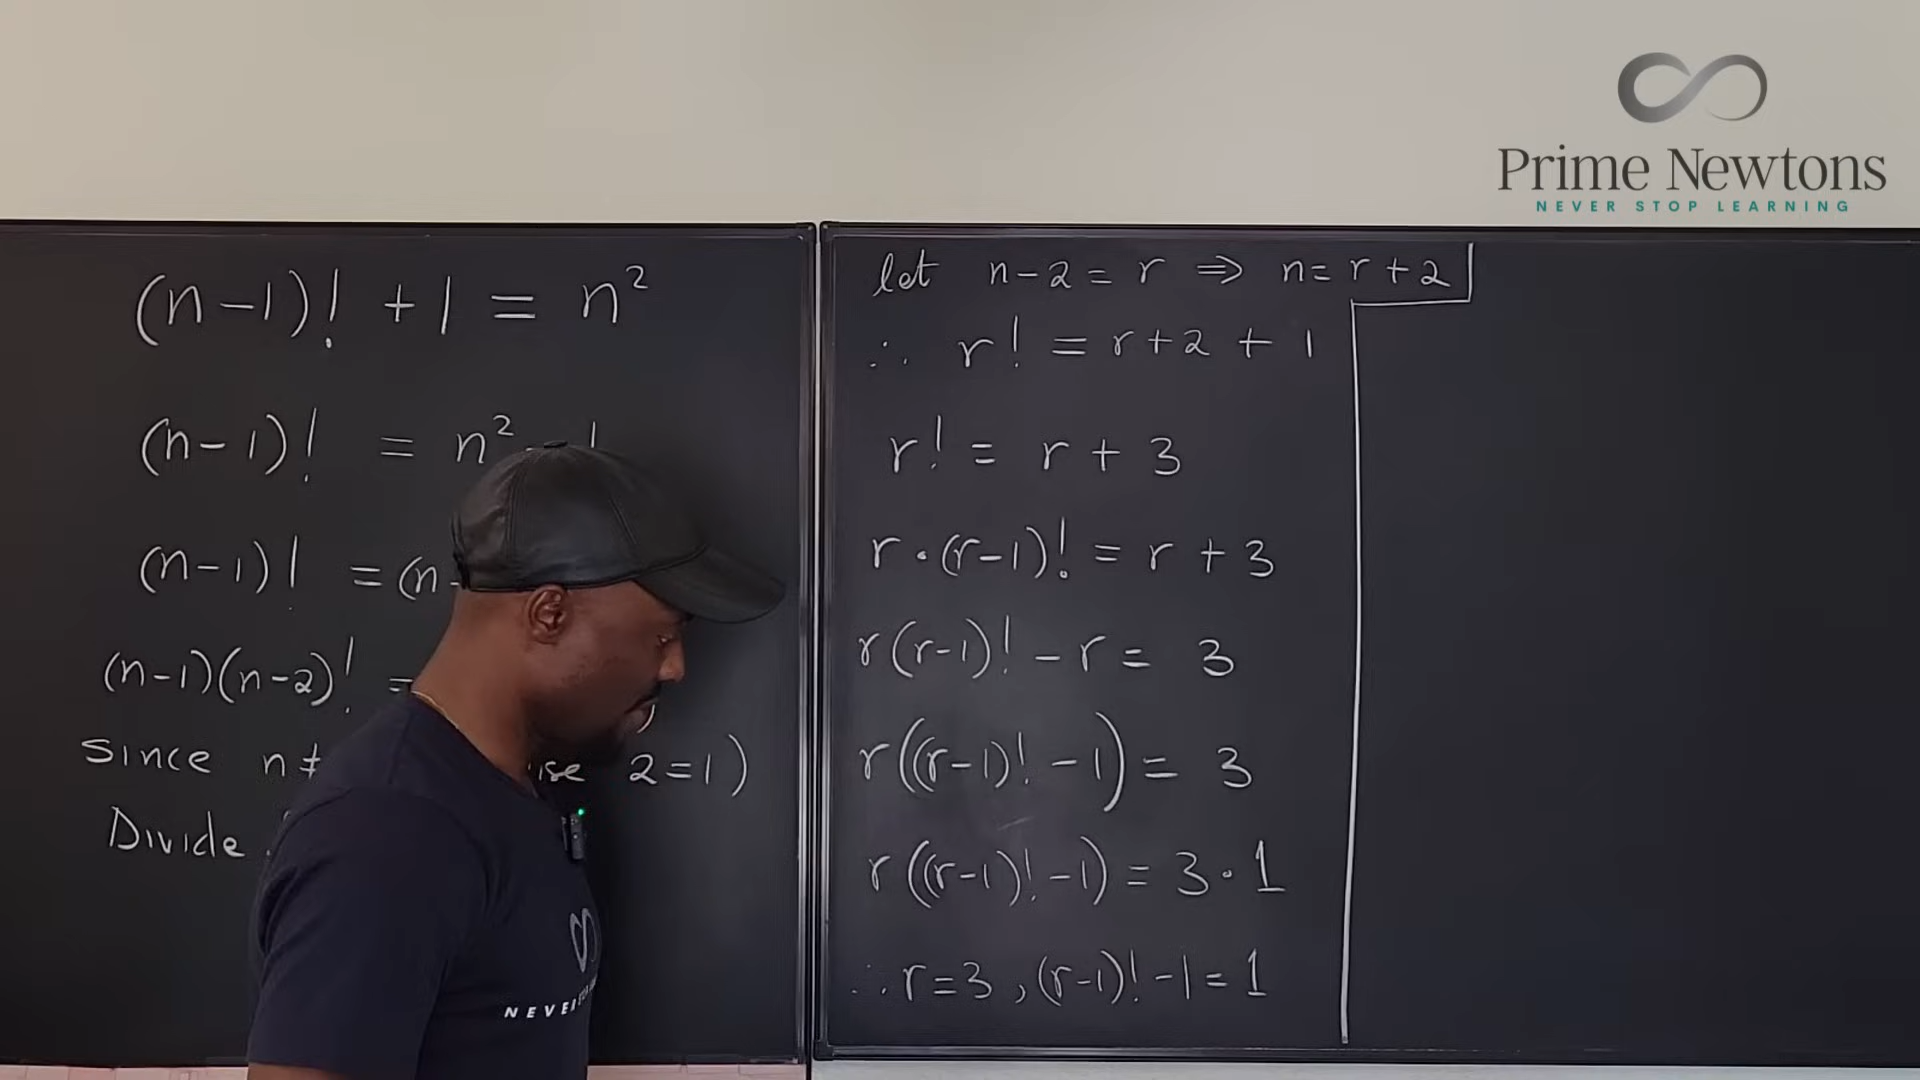 Prime Newtons
NEVER STOP LEARNING
(n-1)! + 1 = n²
(n-1)! = n²
(n-1)! = (n-
(n-1)(n-2)! =
Since n≠ 2=1)
Divide
NEVE
let n-2 = r ⇒ n = r+2
∴ r! = r+2 + 1
r! = r + 3
r·(r-1)! = r + 3
r(r-1)! - r = 3
r((r-1)! - 1) = 3
r((r-1)! - 1) = 3·1
∴ r=3, (r-1)! - 1 = 1